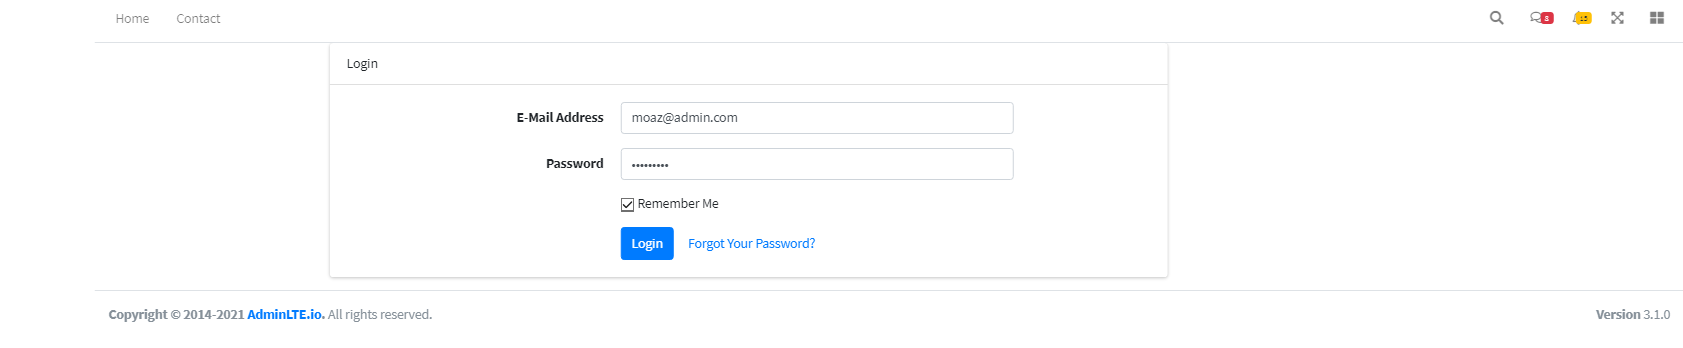 Home Contact 8 15
Login
E-Mail Address moaz@admin.com
Password •••••••••
Remember Me
Login Forgot Your Password?
Copyright © 2014-2021 AdminLTE.io. All rights reserved. Version 3.1.0